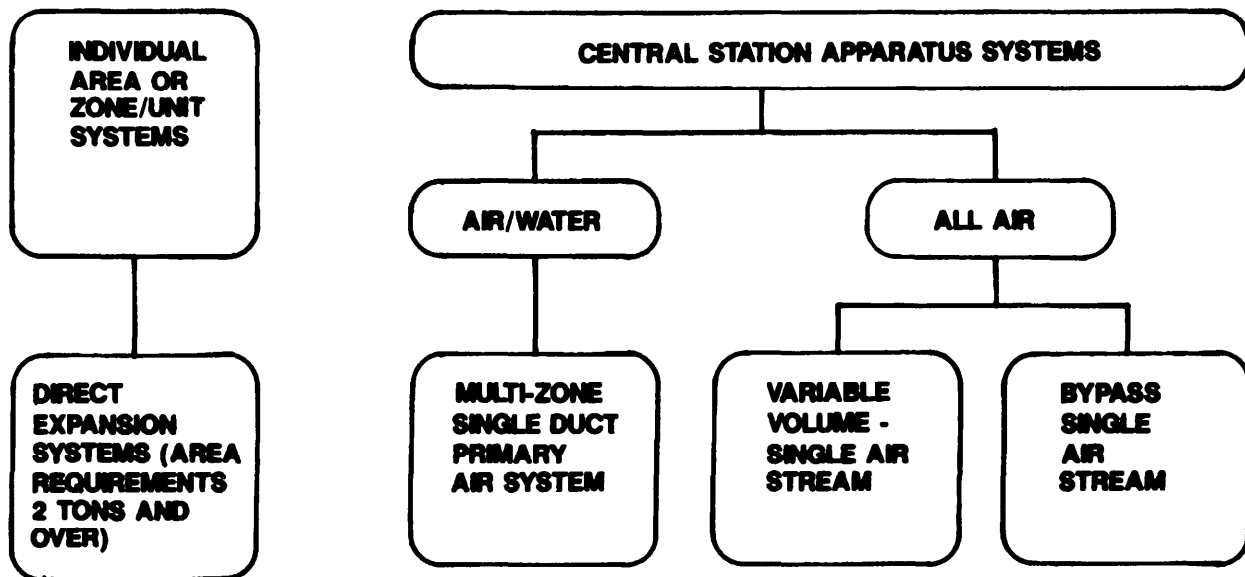 INDIVIDUAL
AREA OR
ZONE/UNIT
SYSTEMS
CENTRAL STATION APPARATUS SYSTEMS
AIR/WATER
ALL AIR
DIRECT
EXPANSION
SYSTEMS (AREA
REQUIREMENTS
2 TONS AND
OVER)
MULTI-ZONE
SINGLE DUCT
PRIMARY
AIR SYSTEM
VARIABLE
VOLUME -
SINGLE AIR
STREAM
BYPASS
SINGLE
AIR
STREAM